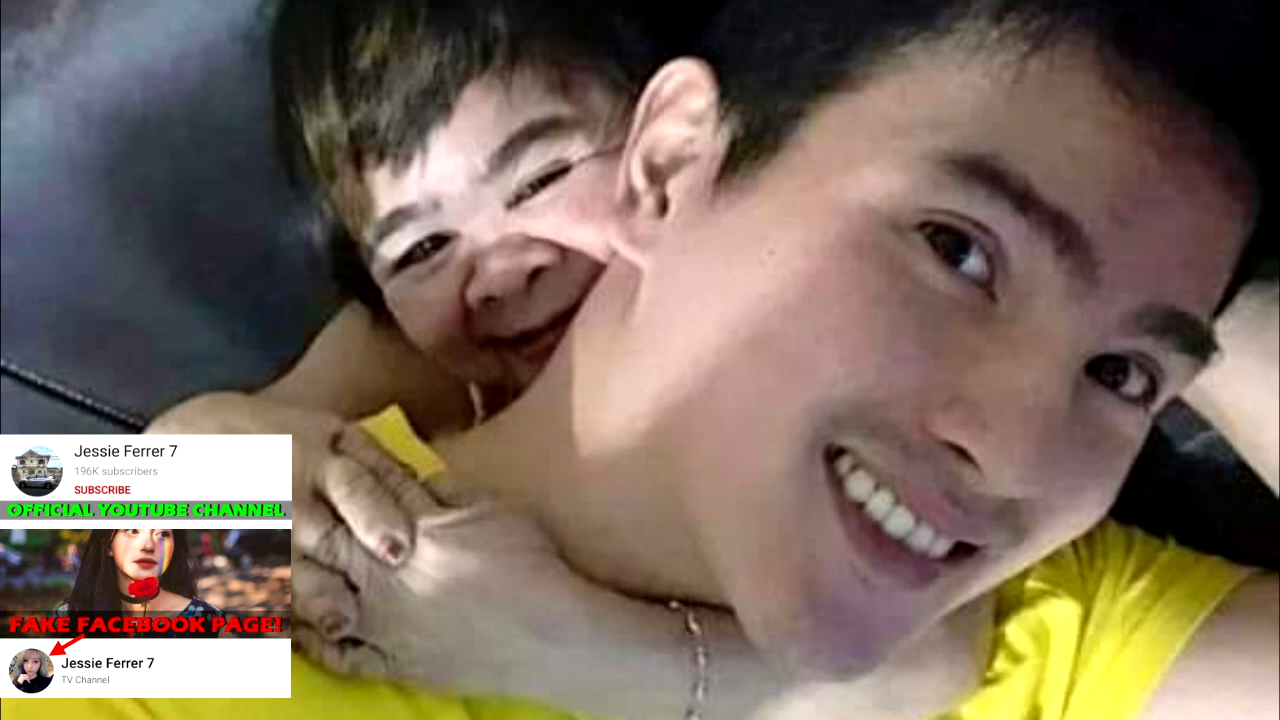 Jessie Ferrer 7
196K subscribers
SUBSCRIBE
OFFICIAL YOUTUBE CHANNEL
FAKE FACEBOOK PAGE!
Jessie Ferrer 7
TV Channel